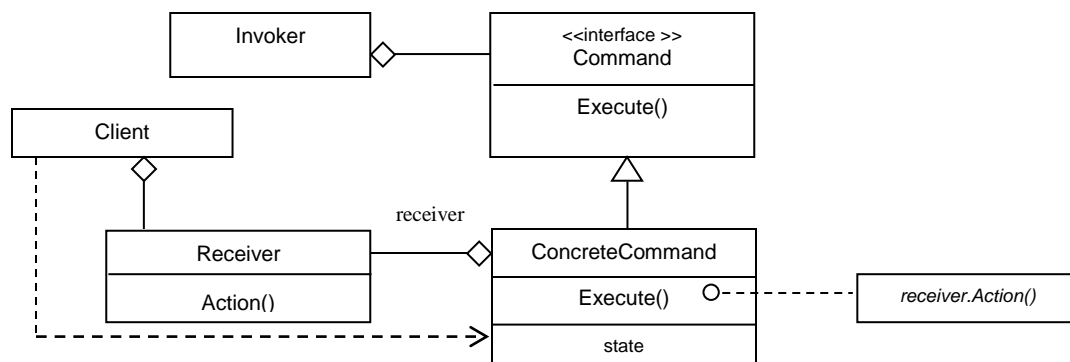 Invoker
<<interface >>
Command
Execute()
Client
receiver
Receiver
Action()
ConcreteCommand
Execute()
state
receiver.Action()